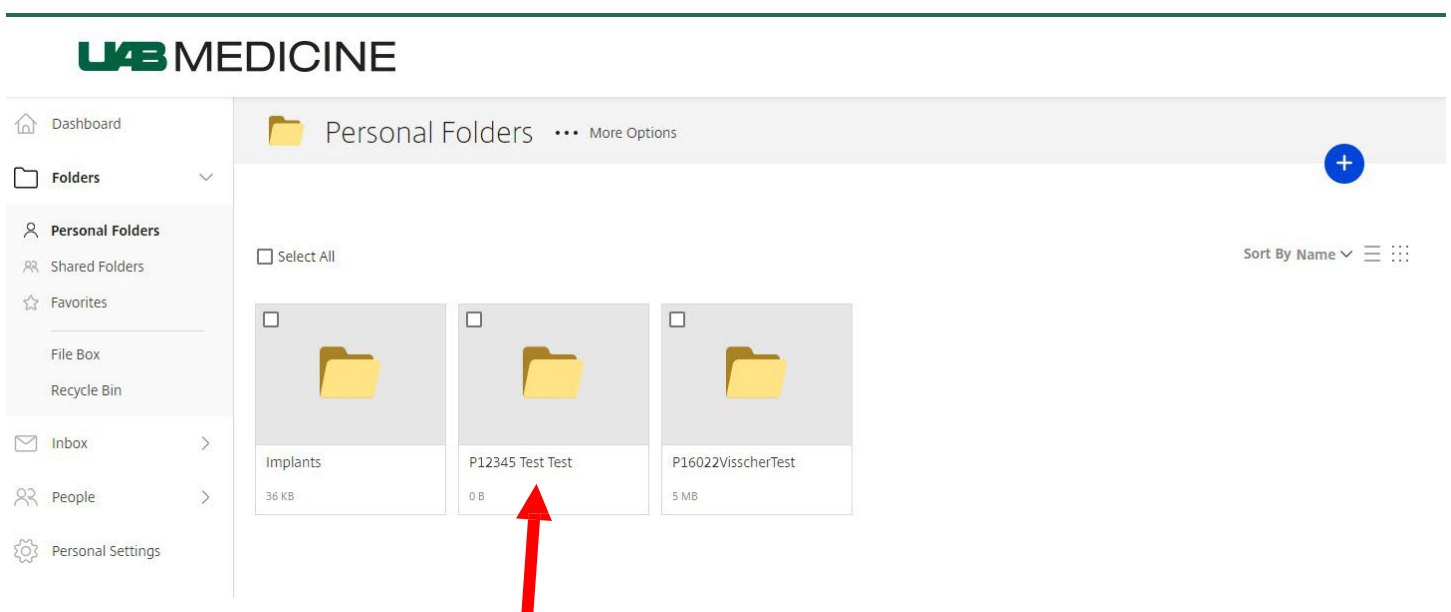 UAB MEDICINE
Dashboard
Personal Folders ••• More Options
Folders
+
Personal Folders
Shared Folders
Favorites
File Box
Recycle Bin
Inbox
People
Personal Settings
Select All
Sort By Name
Implants
36 KB
P12345 Test Test
0 B
P16022VisscherTest
5 MB